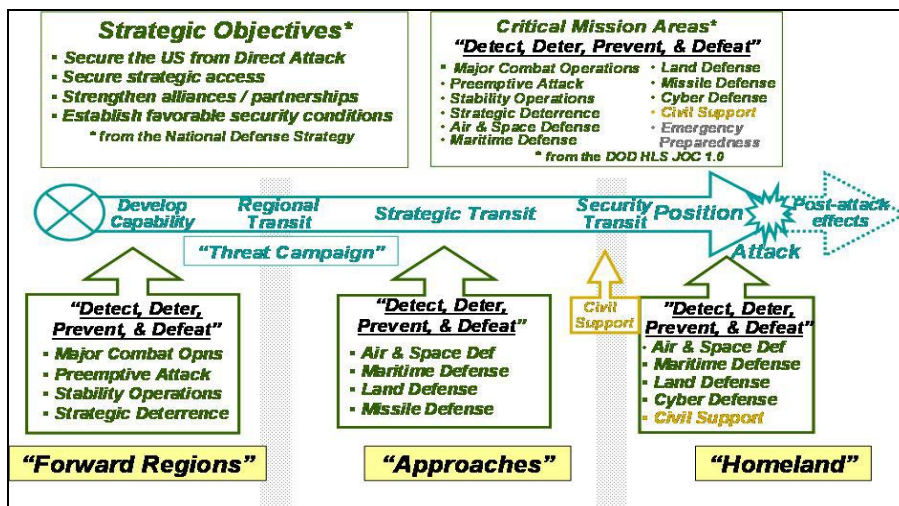 Strategic Objectives*
▪ Secure the US from Direct Attack
▪ Secure strategic access
▪ Strengthen alliances / partnerships
▪ Establish favorable security conditions
* from the National Defense Strategy
Critical Mission Areas*
“Detect, Deter, Prevent, & Defeat”
▪ Major Combat Operations
▪ Preemptive Attack
▪ Stability Operations
▪ Strategic Deterrence
▪ Air & Space Defense
▪ Maritime Defense
▪ Land Defense
▪ Missile Defense
▪ Cyber Defense
▪ Civil Support
▪ Emergency
Preparedness
* from the DOD HLS JOC 1.0
Develop
Capability
Regional
Transit
Strategic Transit
Security
Transit
Position
Attack
Post-attack
effects
“Threat Campaign”
“Detect, Deter,
Prevent, & Defeat”
▪ Major Combat Opns
▪ Preemptive Attack
▪ Stability Operations
▪ Strategic Deterrence
“Detect, Deter,
Prevent, & Defeat”
▪ Air & Space Def
▪ Maritime Defense
▪ Land Defense
▪ Missile Defense
Civil
Support
"Detect, Deter,
Prevent, & Defeat”
▪ Air & Space Def
▪ Maritime Defense
▪ Land Defense
▪ Cyber Defense
▪ Civil Support
“Forward Regions”
“Approaches”
“Homeland”